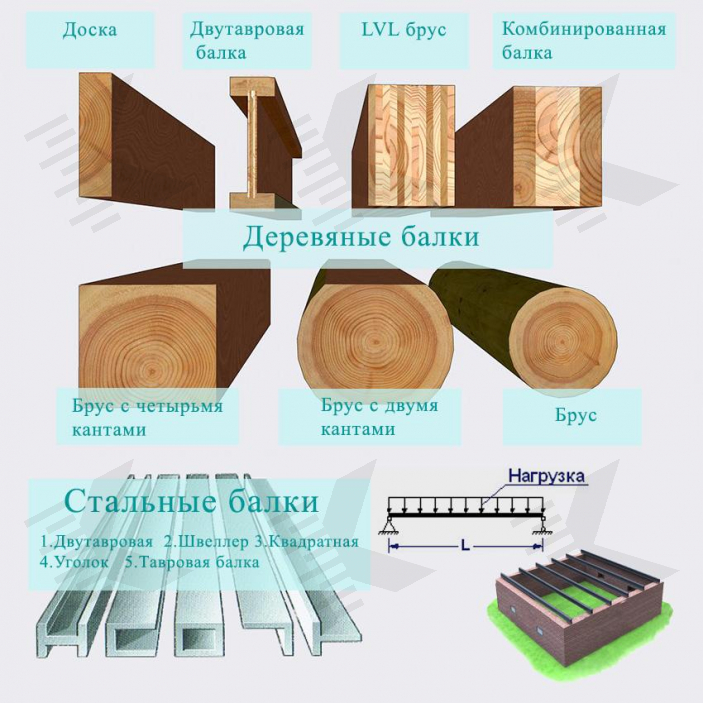 Доска
Двутавровая
балка
LVL брус
Комбинированная
балка
Деревяные балки
Брус с четырьмя
кантами
Брус с двумя
кантами
Брус
Стальные балки
1.Двутавровая 2.Швеллер 3.Квадратная
4.Уголок 5.Тавровая балка
Нагрузка
L